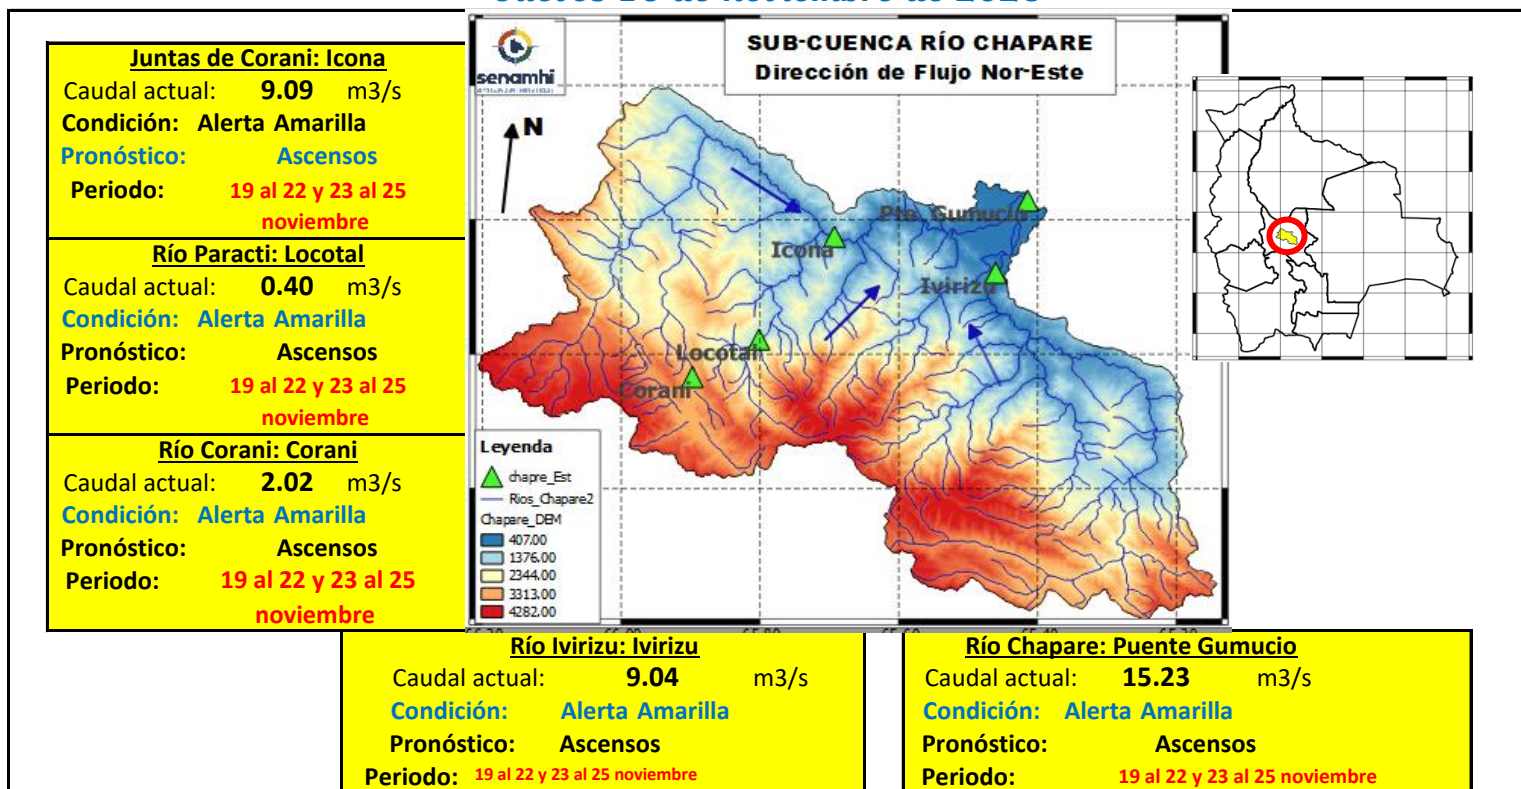 Juntas de Corani: Icona
Caudal actual: 9.09 m3/s
Condición: Alerta Amarilla
Pronóstico: Ascensos
Periodo: 19 al 22 y 23 al 25
noviembre
Río Paracti: Locotal
Caudal actual: 0.40 m3/s
Condición: Alerta Amarilla
Pronóstico: Ascensos
Periodo: 19 al 22 y 23 al 25
noviembre
Río Corani: Corani
Caudal actual: 2.02 m3/s
Condición: Alerta Amarilla
Pronóstico: Ascensos
Periodo: 19 al 22 y 23 al 25
noviembre
senamhi
SUB-CUENCA RÍO CHAPARE
Dirección de Flujo Nor-Este
N
Pte. Gumucio
Icona
Ivirizu
Locotal
Corani
Leyenda
chapre_Est
Rios_Chapare2
Chapare_DEM
407.00
1376.00
2344.00
3313.00
4282.00
Río Ivirizu: Ivirizu
Caudal actual: 9.04 m3/s
Condición: Alerta Amarilla
Pronóstico: Ascensos
Periodo: 19 al 22 y 23 al 25 noviembre
Río Chapare: Puente Gumucio
Caudal actual: 15.23 m3/s
Condición: Alerta Amarilla
Pronóstico: Ascensos
Periodo: 19 al 22 y 23 al 25 noviembre